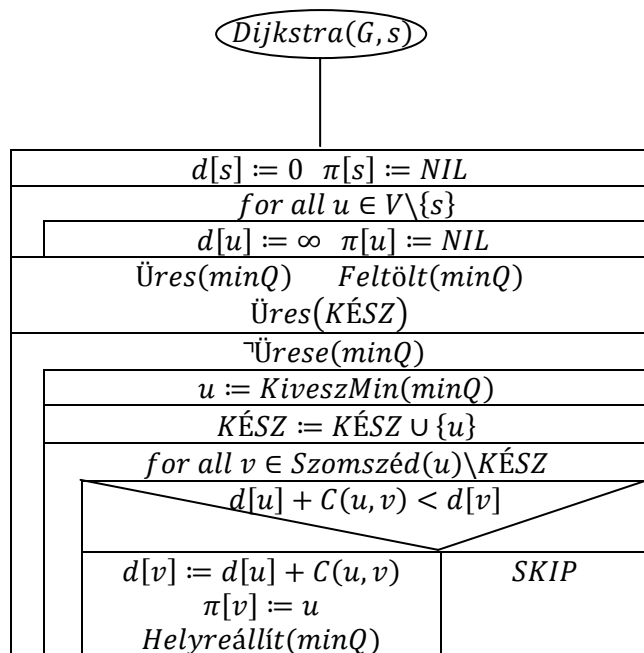 Dijkstra(G, s)
d[s] ≔ 0 π[s] ≔ NIL
for all u ∈ V\{s}
d[u] ≔ ∞ π[u] ≔ NIL
Üres(minQ) Feltölt(minQ)
Üres(KÉSZ)
¬Ürese(minQ)
u ≔ KiveszMin(minQ)
KÉSZ ≔ KÉSZ ∪ {u}
for all v ∈ Szomszéd(u)\KÉSZ
d[u] + C(u, v) < d[v]
d[v] ≔ d[u] + C(u, v) SKIP
π[v] ≔ u
Helyreállít(minQ)